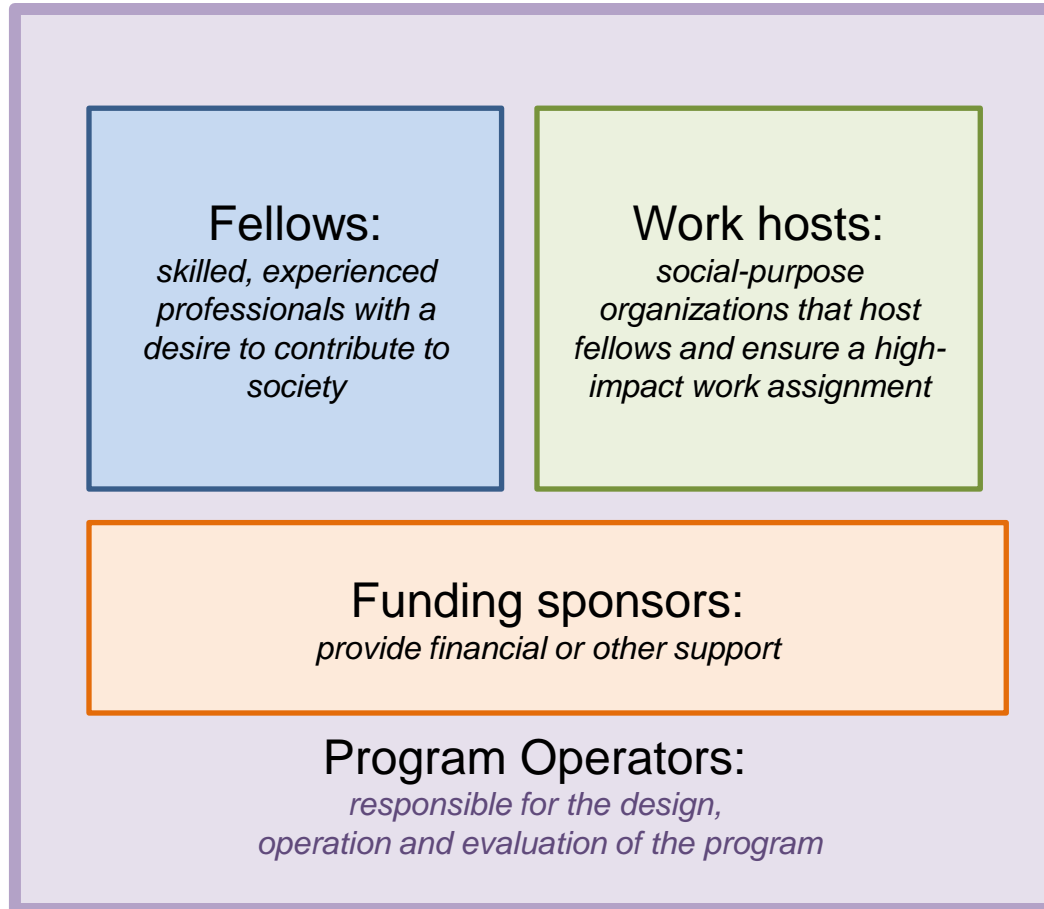 Fellows:
skilled, experienced
professionals with a
desire to contribute to
society
Work hosts:
social-purpose
organizations that host
fellows and ensure a high-
impact work assignment
Funding sponsors:
provide financial or other support
Program Operators:
responsible for the design,
operation and evaluation of the program